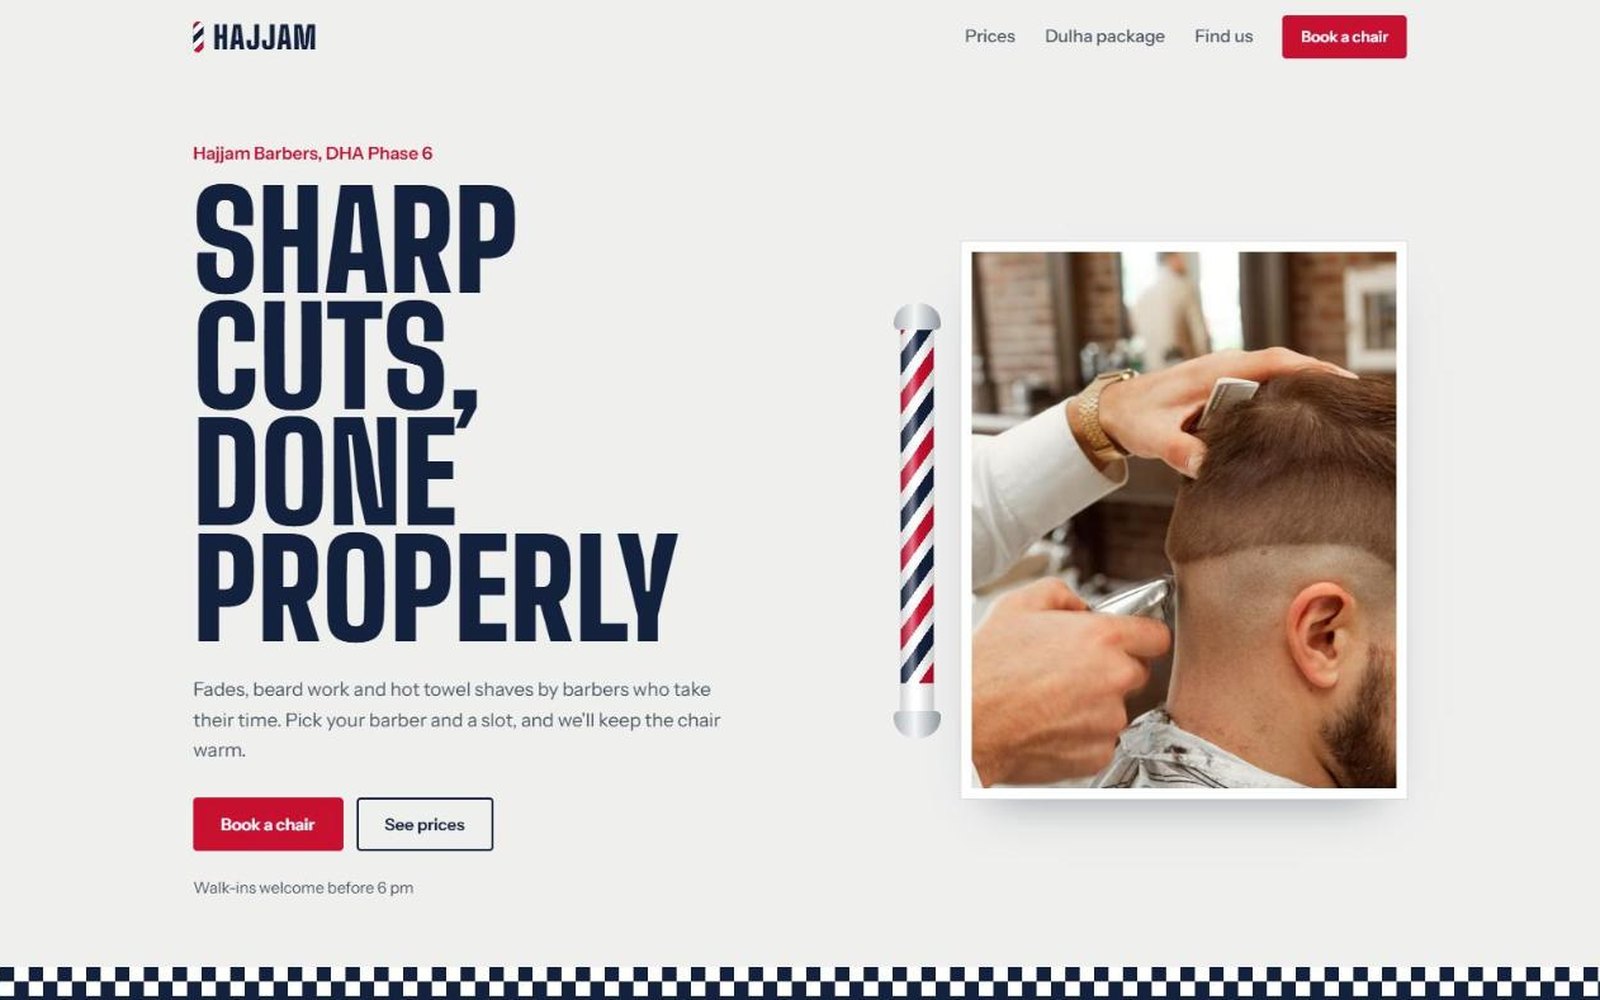 HAJJAM
Prices
Dulha package
Find us
Book a chair
Hajjam Barbers, DHA Phase 6
SHARP
CUTS,
DONE
PROPERLY
Fades, beard work and hot towel shaves by barbers who take
their time. Pick your barber and a slot, and we'll keep the chair
warm.
Book a chair
See prices
Walk-ins welcome before 6 pm